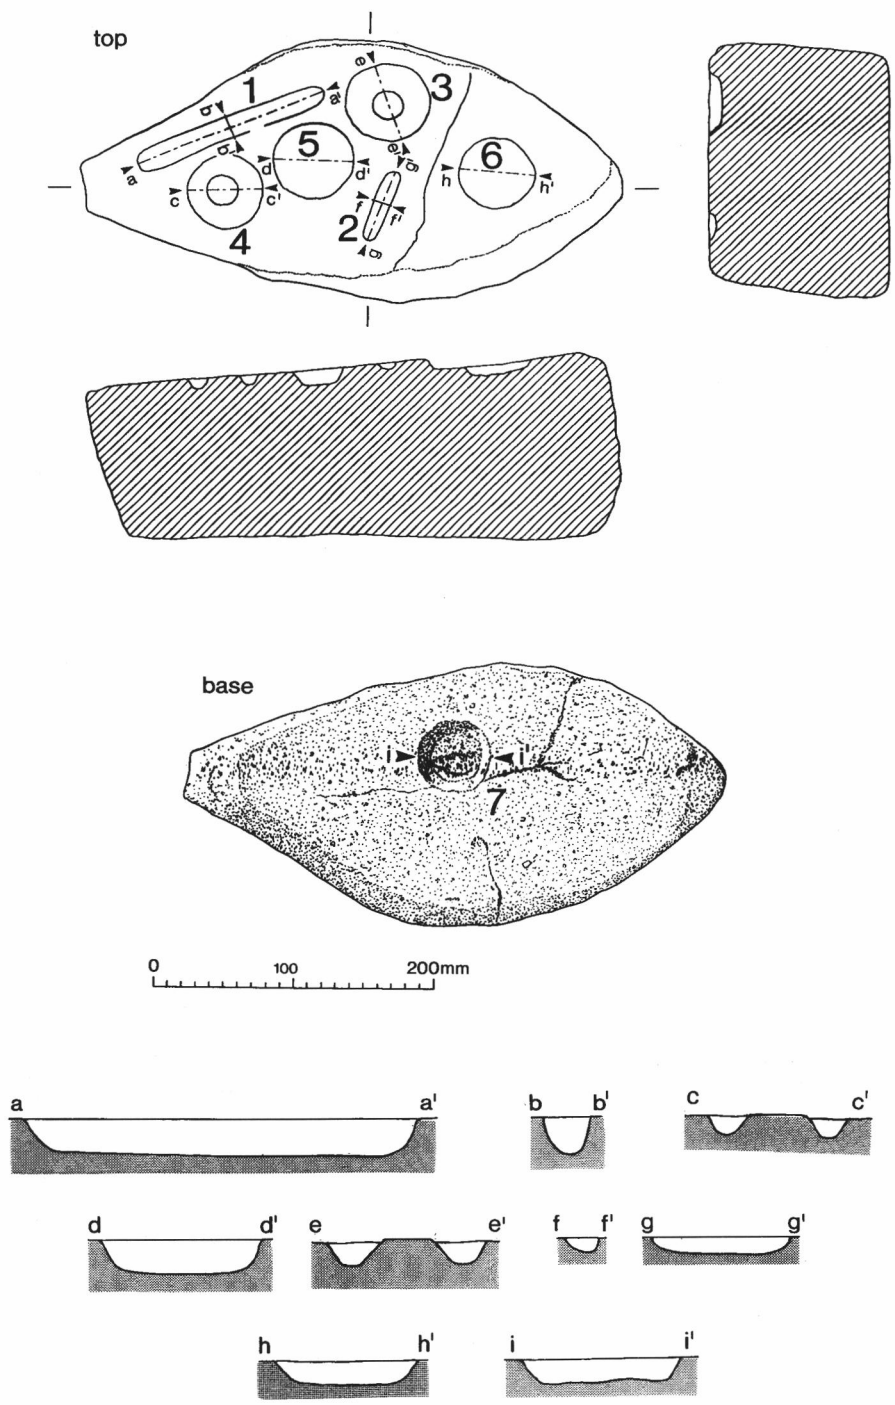 top
e
1
3
b'
a'
5
e'
g'
6
b
a
d
d'
h
h'
c
c'
f
f'
4
2
g
base
i
i'
7
0 100 200mm
a a' b b' c c'
d d' e e' f f' g g'
h h' i i'